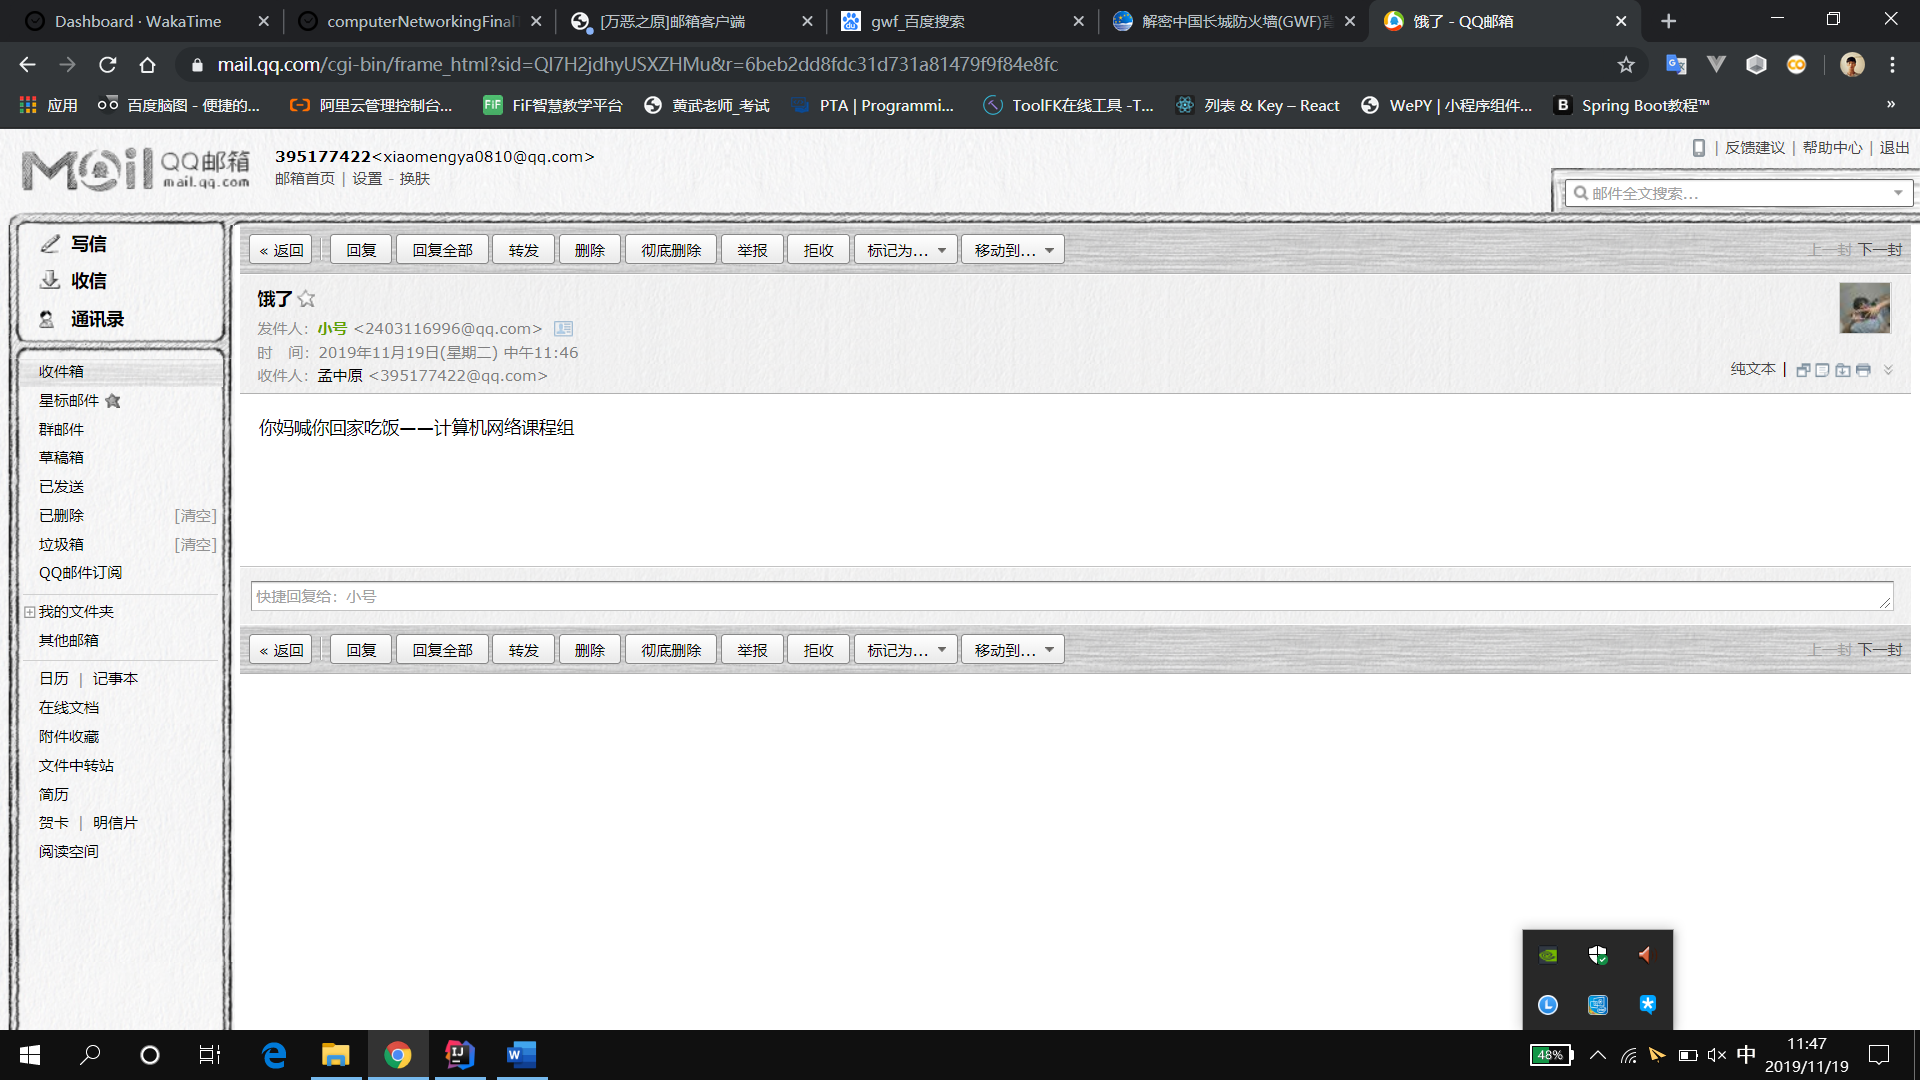 Dashboard · WakaTime
computerNetworkingFinalT
[万恶之原]邮箱客户端
gwf_百度搜索
解密中国长城防火墙(GWF)背
饿了 - QQ邮箱
mail.qq.com/cgi-bin/frame_html?sid=QI7H2jdhyUSXZHMu&r=6beb2dd8fdc31d731a81479f9f84e8fc
应用
百度脑图 - 便捷的...
阿里云管理控制台...
FiF智慧教学平台
黄武老师_考试
PTA | Programmi...
ToolFK在线工具 -T...
列表 & Key – React
WePY | 小程序组件...
Spring Boot教程™
»
Mail QQ邮箱
mail.qq.com
395177422<xiaomengya0810@qq.com>
邮箱首页 | 设置 - 换肤
| 反馈建议 | 帮助中心 | 退出
邮件全文搜索...
写信
收信
通讯录
收件箱
星标邮件
群邮件
草稿箱
已发送
已删除 [清空]
垃圾箱 [清空]
QQ邮件订阅
我的文件夹
其他邮箱
日历 | 记事本
在线文档
附件收藏
文件中转站
简历
贺卡 | 明信片
阅读空间
« 返回 回复 回复全部 转发 删除 彻底删除 举报 拒收 标记为... 移动到...
上一封 下一封
饿了
发件人：小号 <2403116996@qq.com>
时 间：2019年11月19日(星期二) 中午11:46
收件人：孟中原 <395177422@qq.com>
纯文本 |
你妈喊你回家吃饭——计算机网络课程组
快捷回复给：小号
« 返回 回复 回复全部 转发 删除 彻底删除 举报 拒收 标记为... 移动到...
上一封 下一封
48%
中
11:47
2019/11/19